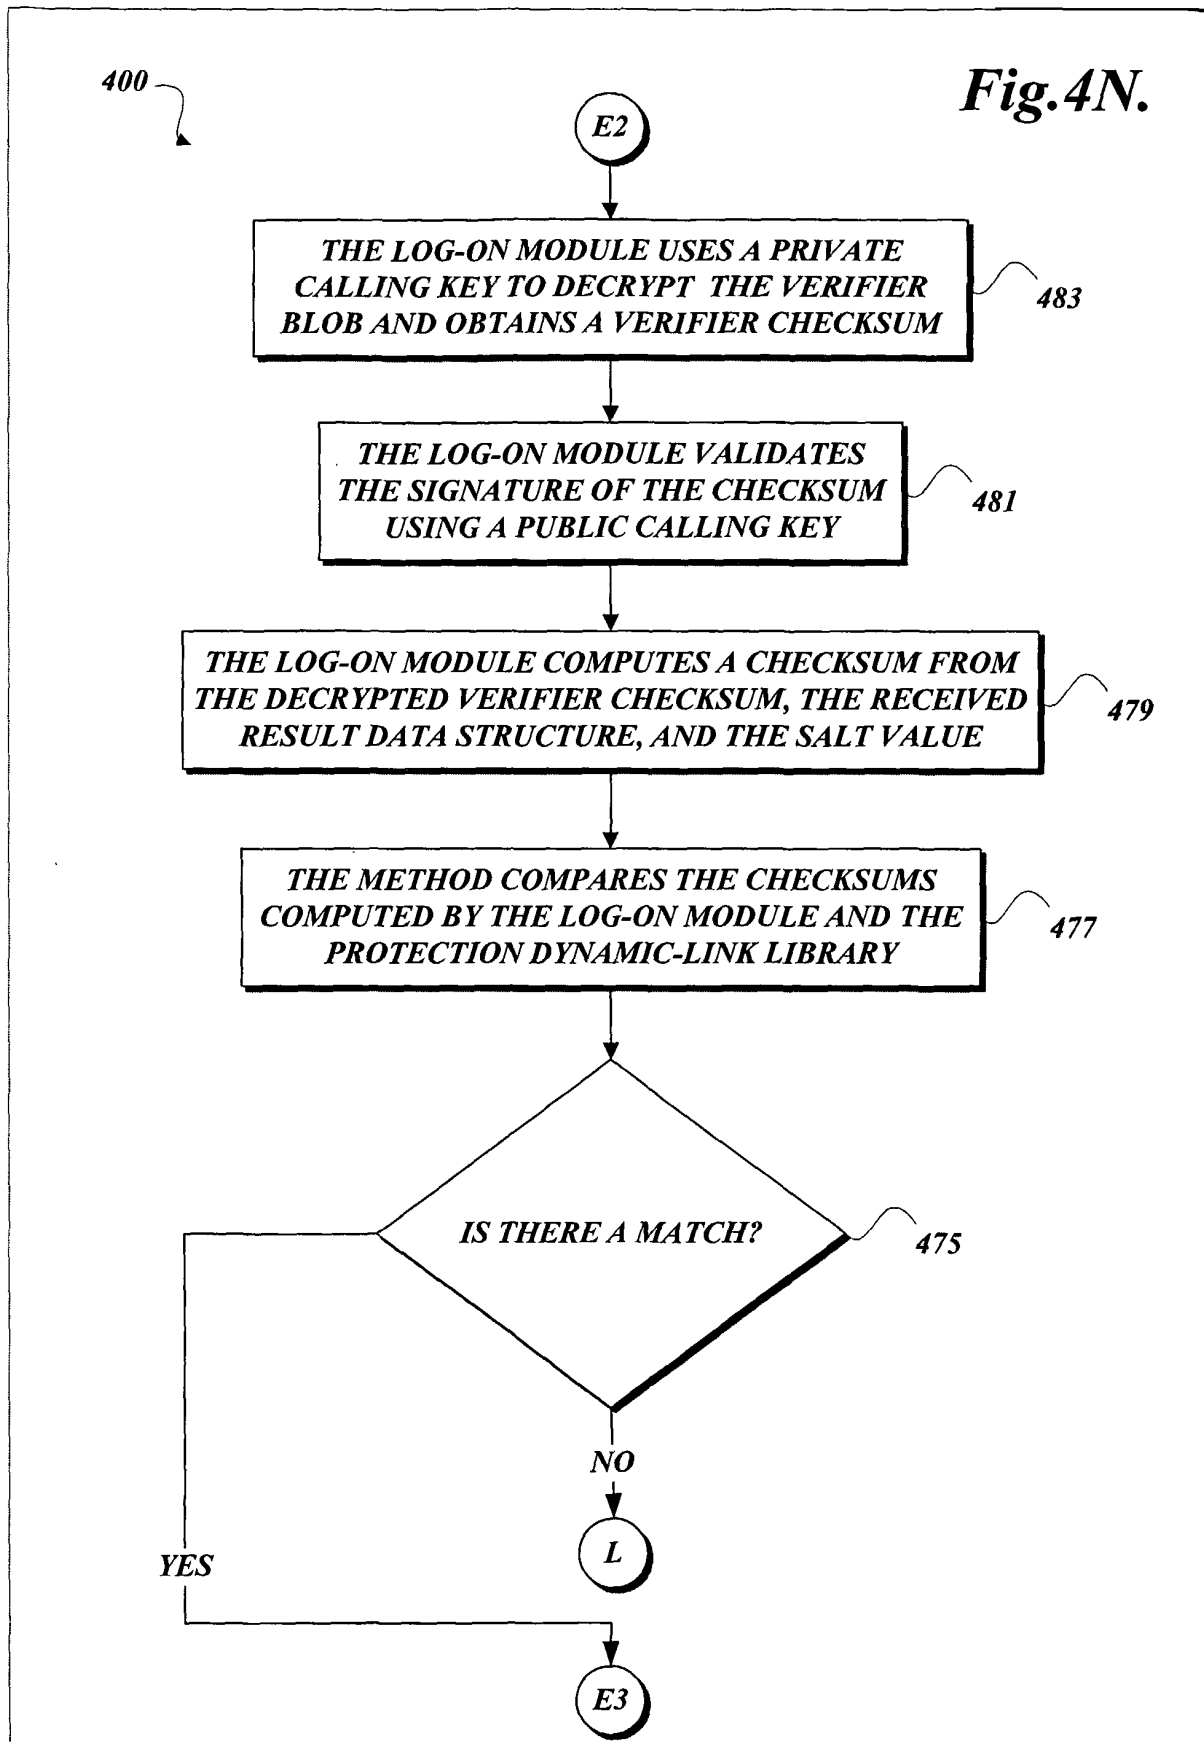 400
Fig.4N.
E2
THE LOG-ON MODULE USES A PRIVATE
CALLING KEY TO DECRYPT THE VERIFIER
BLOB AND OBTAINS A VERIFIER CHECKSUM
483
THE LOG-ON MODULE VALIDATES
THE SIGNATURE OF THE CHECKSUM
USING A PUBLIC CALLING KEY
481
THE LOG-ON MODULE COMPUTES A CHECKSUM FROM
THE DECRYPTED VERIFIER CHECKSUM, THE RECEIVED
RESULT DATA STRUCTURE, AND THE SALT VALUE
479
THE METHOD COMPARES THE CHECKSUMS
COMPUTED BY THE LOG-ON MODULE AND THE
PROTECTION DYNAMIC-LINK LIBRARY
477
IS THERE A MATCH?
475
NO
L
YES
E3